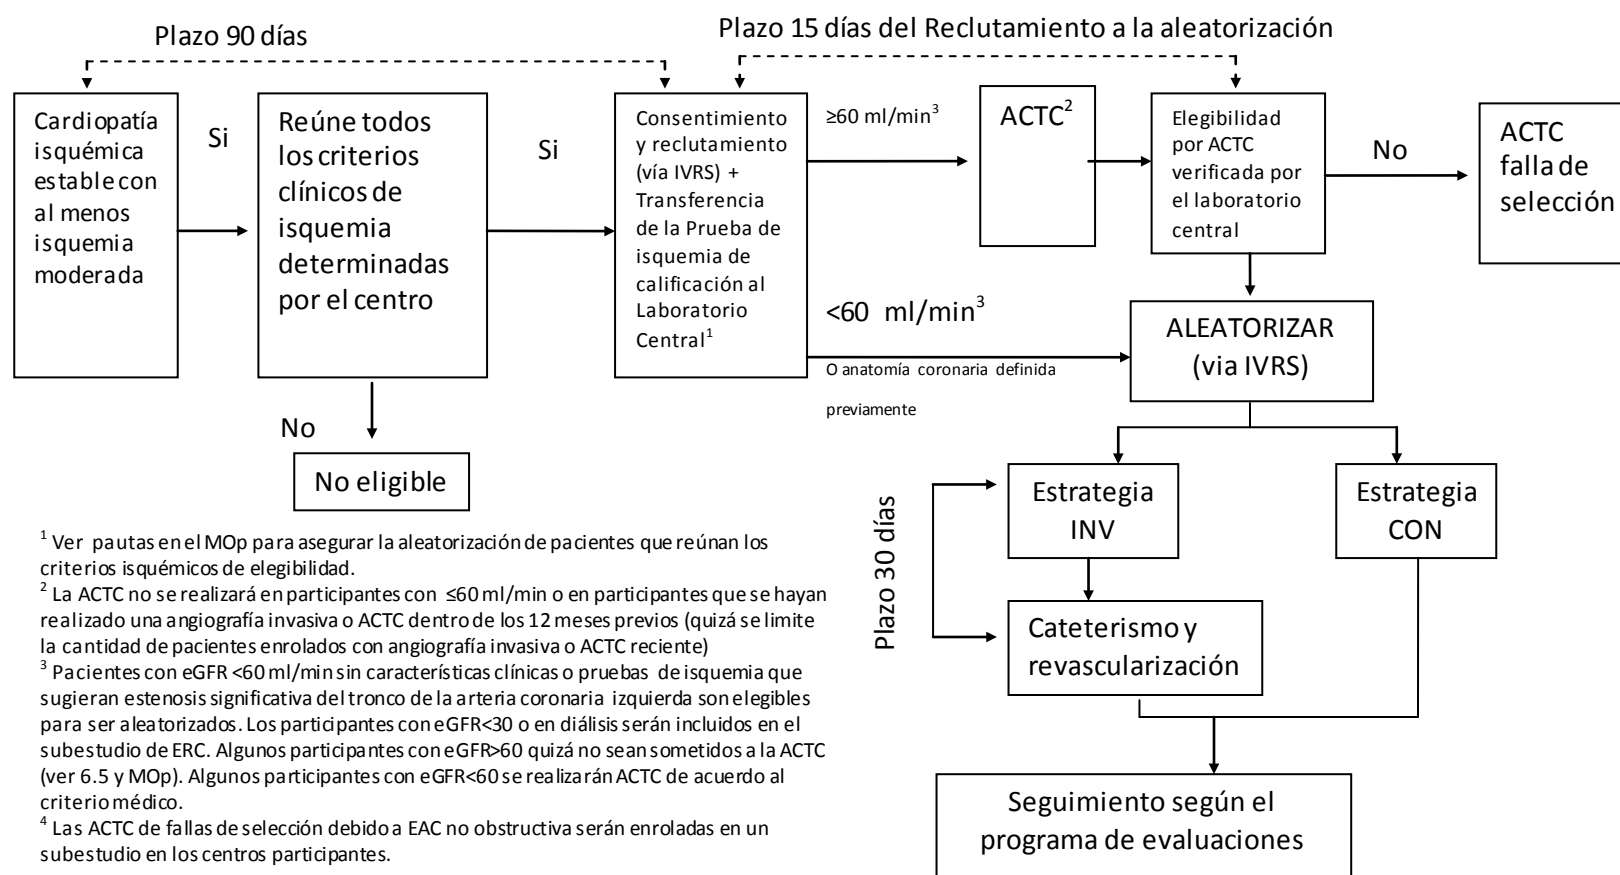 Plazo 90 días
Plazo 15 días del Reclutamiento a la aleatorización
Cardiopatía
isquémica
estable con
al menos
isquemia
moderada
Si
Reúne todos
los criterios
clínicos de
isquemia
determinadas
por el centro
Si
Consentimiento
y reclutamiento
(vía IVRS) +
Transferencia
de la Prueba de
isquemia de
calificación al
Laboratorio
Central¹
≥60 ml/min³
ACTC²
Elegibilidad
por ACTC
verificada por
el laboratorio
central
No
ACTC
falla de
selección
<60 ml/min³
O anatomía coronaria definida
previamente
ALEATORIZAR
(via IVRS)
No
No eligible
Plazo 30 días
Estrategia
INV
Estrategia
CON
Cateterismo y
revascularización
Seguimiento según el
programa de evaluaciones
¹ Ver pautas en el MOp para asegurar la aleatorización de pacientes que reúnan los
criterios isquémicos de elegibilidad.
² La ACTC no se realizará en participantes con ≤60 ml/min o en participantes que se hayan
realizado una angiografía invasiva o ACTC dentro de los 12 meses previos (quizá se limite
la cantidad de pacientes enrolados con angiografía invasiva o ACTC reciente)
³ Pacientes con eGFR <60 ml/min sin características clínicas o pruebas de isquemia que
sugieran estenosis significativa del tronco de la arteria coronaria izquierda son elegibles
para ser aleatorizados. Los participantes con eGFR<30 o en diálisis serán incluidos en el
subestudio de ERC. Algunos participantes con eGFR>60 quizá no sean sometidos a la ACTC
(ver 6.5 y MOp). Algunos participantes con eGFR<60 se realizarán ACTC de acuerdo al
criterio médico.
⁴ Las ACTC de fallas de selección debido a EAC no obstructiva serán enroladas en un
subestudio en los centros participantes.